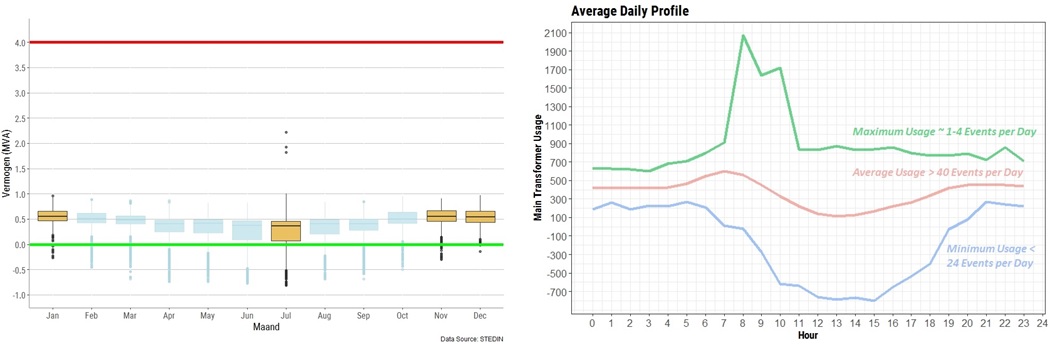 Vermogen (MVA)
4.0
3.5
3.0
2.5
2.0
1.5
1.0
0.5
0.0
-0.5
-1.0
Jan Feb Mar Apr May Jun Jul Aug Sep Oct Nov Dec
Maand
Data Source: STEDIN
Average Daily Profile
Main Transformer Usage
2100
1900
1700
1500
1300
1100
900
700
500
300
100
-100
-300
-500
-700
Maximum Usage ~ 1-4 Events per Day
Average Usage > 40 Events per Day
Minimum Usage <
24 Events per Day
0 1 2 3 4 5 6 7 8 9 10 11 12 13 14 15 16 17 18 19 20 21 22 23 24
Hour